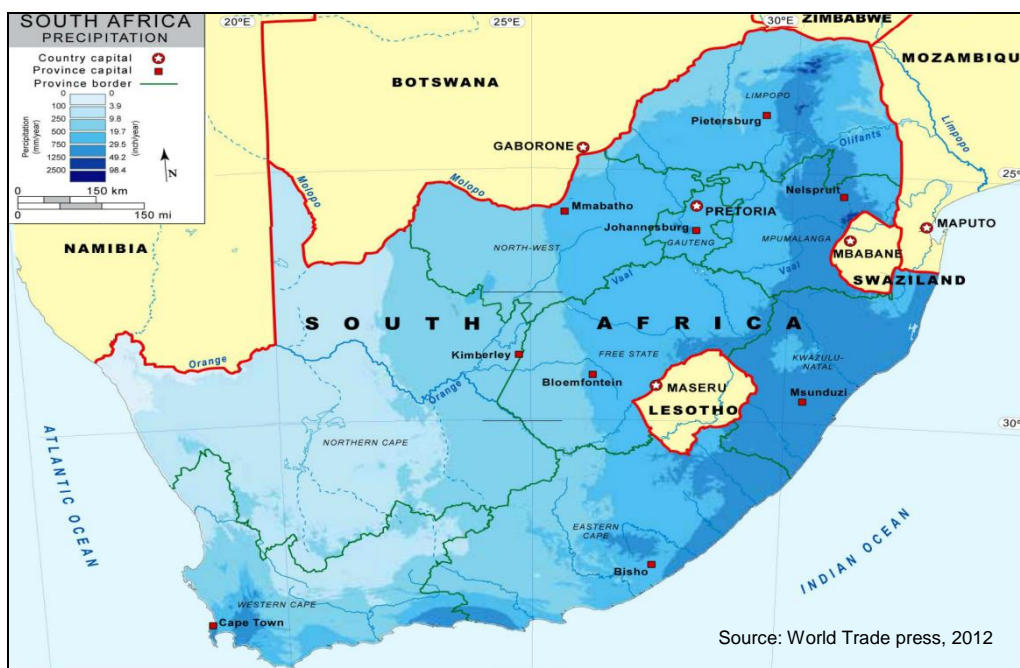 SOUTH AFRICA
PRECIPITATION
Country capital
Province capital
Province border
Percipitation
(mm/year)
0
100
250
500
750
1250
2500
0
3.9
9.8
19.7
29.5
49.2
98.4
(inch/year)
N
0 150 km
0 150 mi
20°E
25°E
30°E
ZIMBABWE
MOZAMBIQU
BOTSWANA
LIMPOPO
Pietersburg
Limpopo
GABORONE
Olifants
25°
Molopo
Molopo
Mmabatho
PRETORIA
Nelspruit
Johannesburg
GAUTENG
MPUMALANGA
MAPUTO
MBABANE
NAMIBIA
NORTH-WEST
SWAZILAND
Vaal
Vaal
SOUTH AFRICA
Kimberley
FREE STATE
KWAZULU-
NATAL
Orange
Orange
Bloemfontein
MASERU
Msunduzi
LESOTHO
30°
NORTHERN CAPE
ATLANTIC OCEAN
EASTERN
CAPE
INDIAN OCEAN
Bisho
WESTERN CAPE
Cape Town
Source: World Trade press, 2012